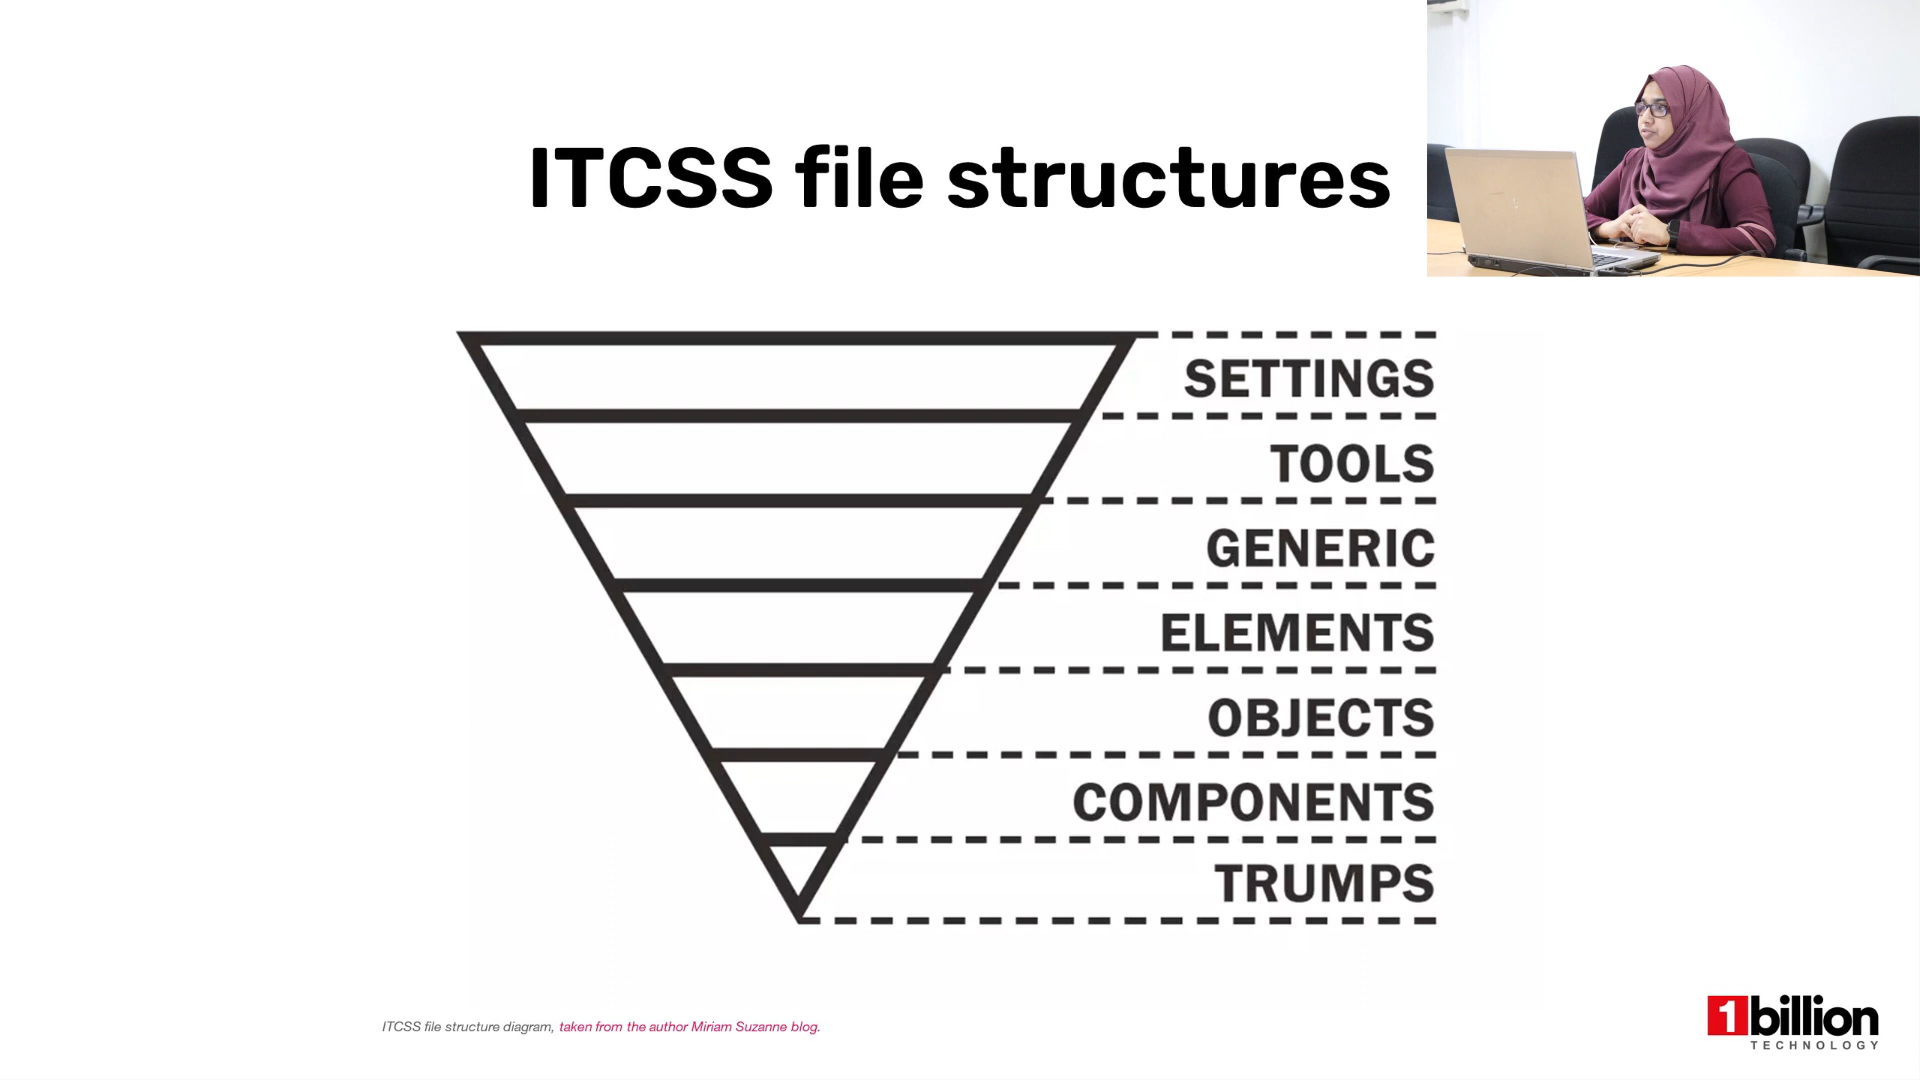 ITCSS file structures
SETTINGS
TOOLS
GENERIC
ELEMENTS
OBJECTS
COMPONENTS
TRUMPS
ITCSS file structure diagram, taken from the author Miriam Suzanne blog.
1billion
TECHNOLOGY